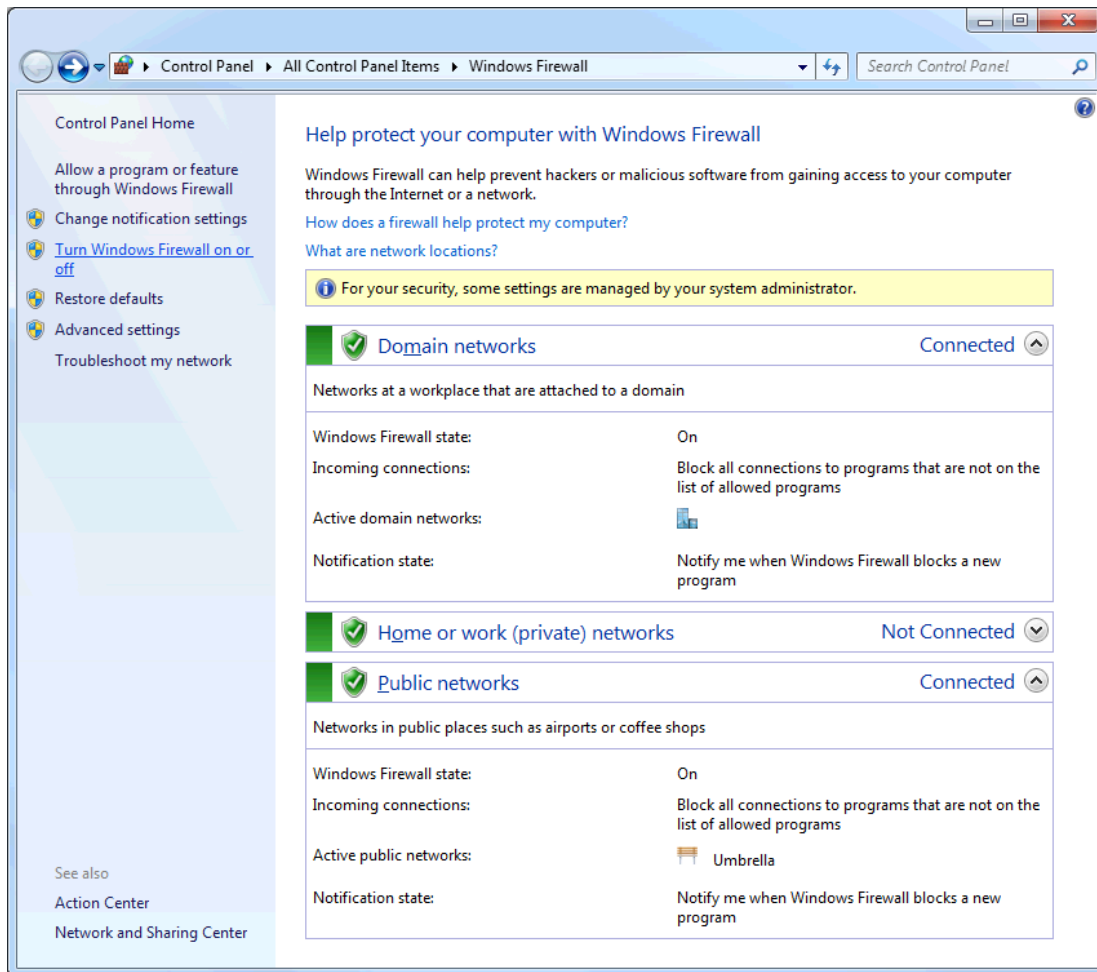 Control Panel ▸ All Control Panel Items ▸ Windows Firewall
Search Control Panel
Control Panel Home
Allow a program or feature
through Windows Firewall
Change notification settings
Turn Windows Firewall on or
off
Restore defaults
Advanced settings
Troubleshoot my network
See also
Action Center
Network and Sharing Center
Help protect your computer with Windows Firewall
Windows Firewall can help prevent hackers or malicious software from gaining access to your computer
through the Internet or a network.
How does a firewall help protect my computer?
What are network locations?
For your security, some settings are managed by your system administrator.
Domain networks Connected
Networks at a workplace that are attached to a domain
Windows Firewall state: On
Incoming connections: Block all connections to programs that are not on the
list of allowed programs
Active domain networks:
Notification state: Notify me when Windows Firewall blocks a new
program
Home or work (private) networks Not Connected
Public networks Connected
Networks in public places such as airports or coffee shops
Windows Firewall state: On
Incoming connections: Block all connections to programs that are not on the
list of allowed programs
Active public networks: Umbrella
Notification state: Notify me when Windows Firewall blocks a new
program